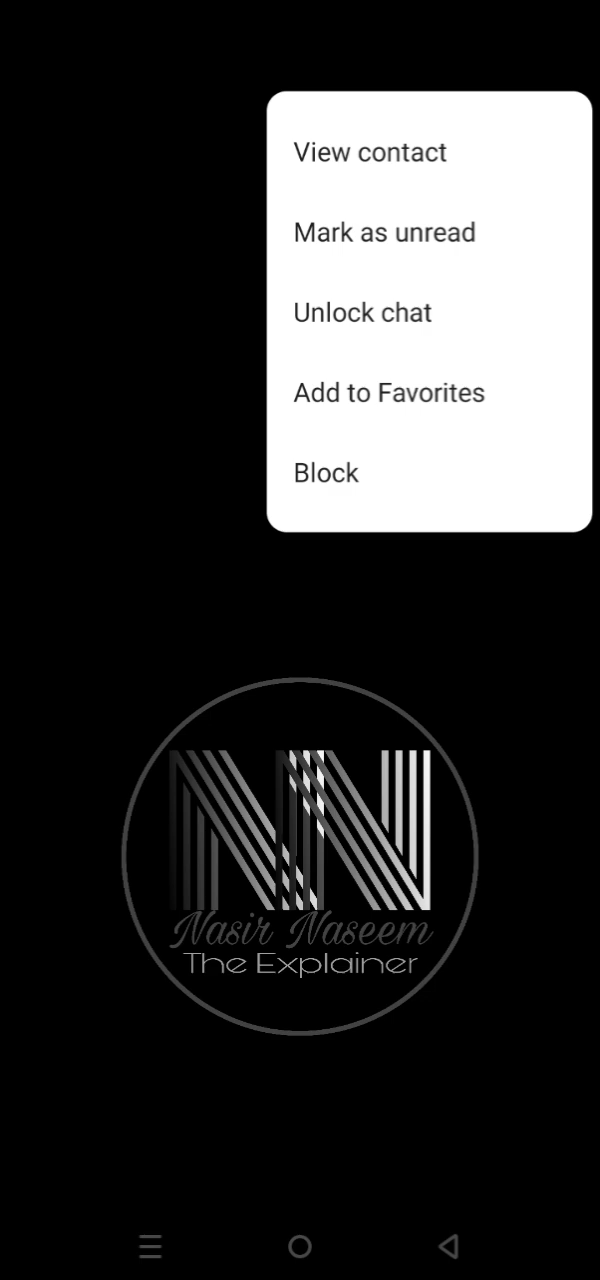 View contact
Mark as unread
Unlock chat
Add to Favorites
Block
NN
Nasir Naseem
The Explainer